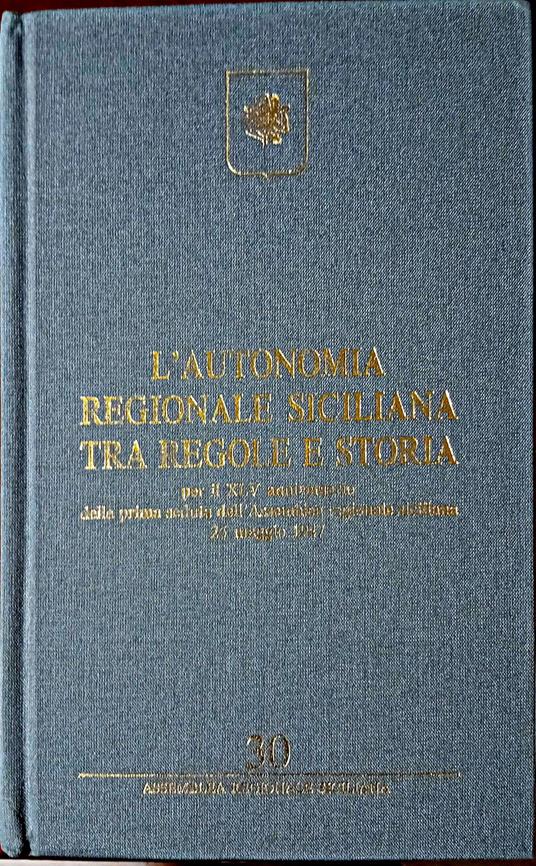 L'AUTONOMIA
REGIONALE SICILIANA
TRA REGOLE E STORIA
per il XLV anniversario
della prima seduta dell'Assemblea regionale siciliana
25 maggio 1947
30
ASSEMBLEA REGIONALE SICILIANA